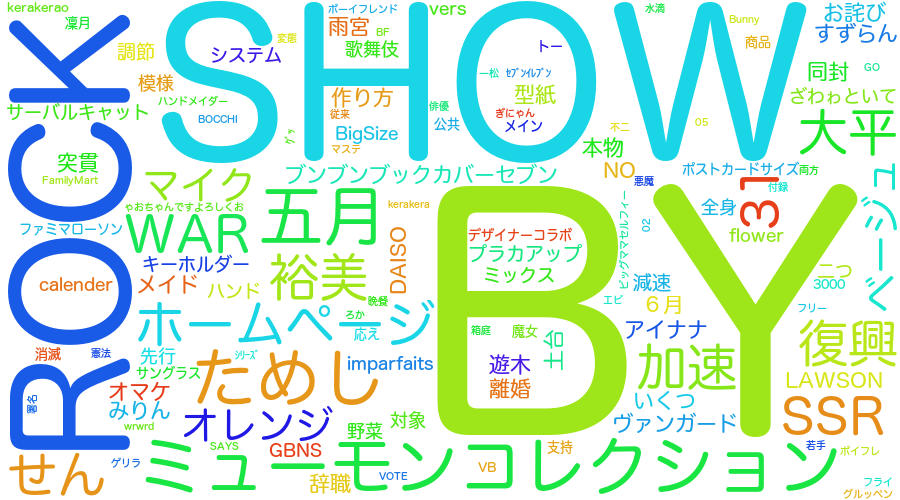 kerakerao
凛月
調節
模様
サーバルキャット
ハンドメイダー
BOCCHI
システム
変態
ボーイフレンド
雨宮
BF
歌舞伎
vers
SHOW
トー
一松
ｾﾌﾞﾝｲﾚﾌﾞﾝ
型紙
作り方
従来
俳優
ぎにゃん
BigSize
公共
メイン
マステ
グッ
水滴
Bunny
商品
不二
05
お詫び
すずらん
同封
GO
ざわゎといて
大平
本物
ROCK
突貫
FamilyMart
マイク
ブンブンブックカバーセブン
NO
悪魔
ポストカードサイズ
両方
付録
31
全身
flower
ミュージーベ
ゃおちゃんですよろしくお
ファミマローソン
WAR
五月
kerakera
DAISO
デザイナーコラボ
プラカアップ
ミックス
ビッグママセルフィー
02
BY
キーホルダー
calender
メイド
ハンド
裕美
晩餐
減速
二つ
3000
エビ
6月
フリー
ホームページ
ろか
応え
箱庭
魔女
アイナナ
復興
消滅
憲法
先行
ｼﾘｰｽﾞ
サングラス
imparfaits
遊木
土台
加速
LAWSON
オマケ
ためし
離婚
いくつ
SSR
署名
みりん
wrwrd
オレンジ
対象
野菜
ヴァンガード
せん
ゲリラ
ミューモンコレクション
SAYS
GBNS
辞職
VOTE
VB
支持
若手
ボイフレ
フライ
グルッペン